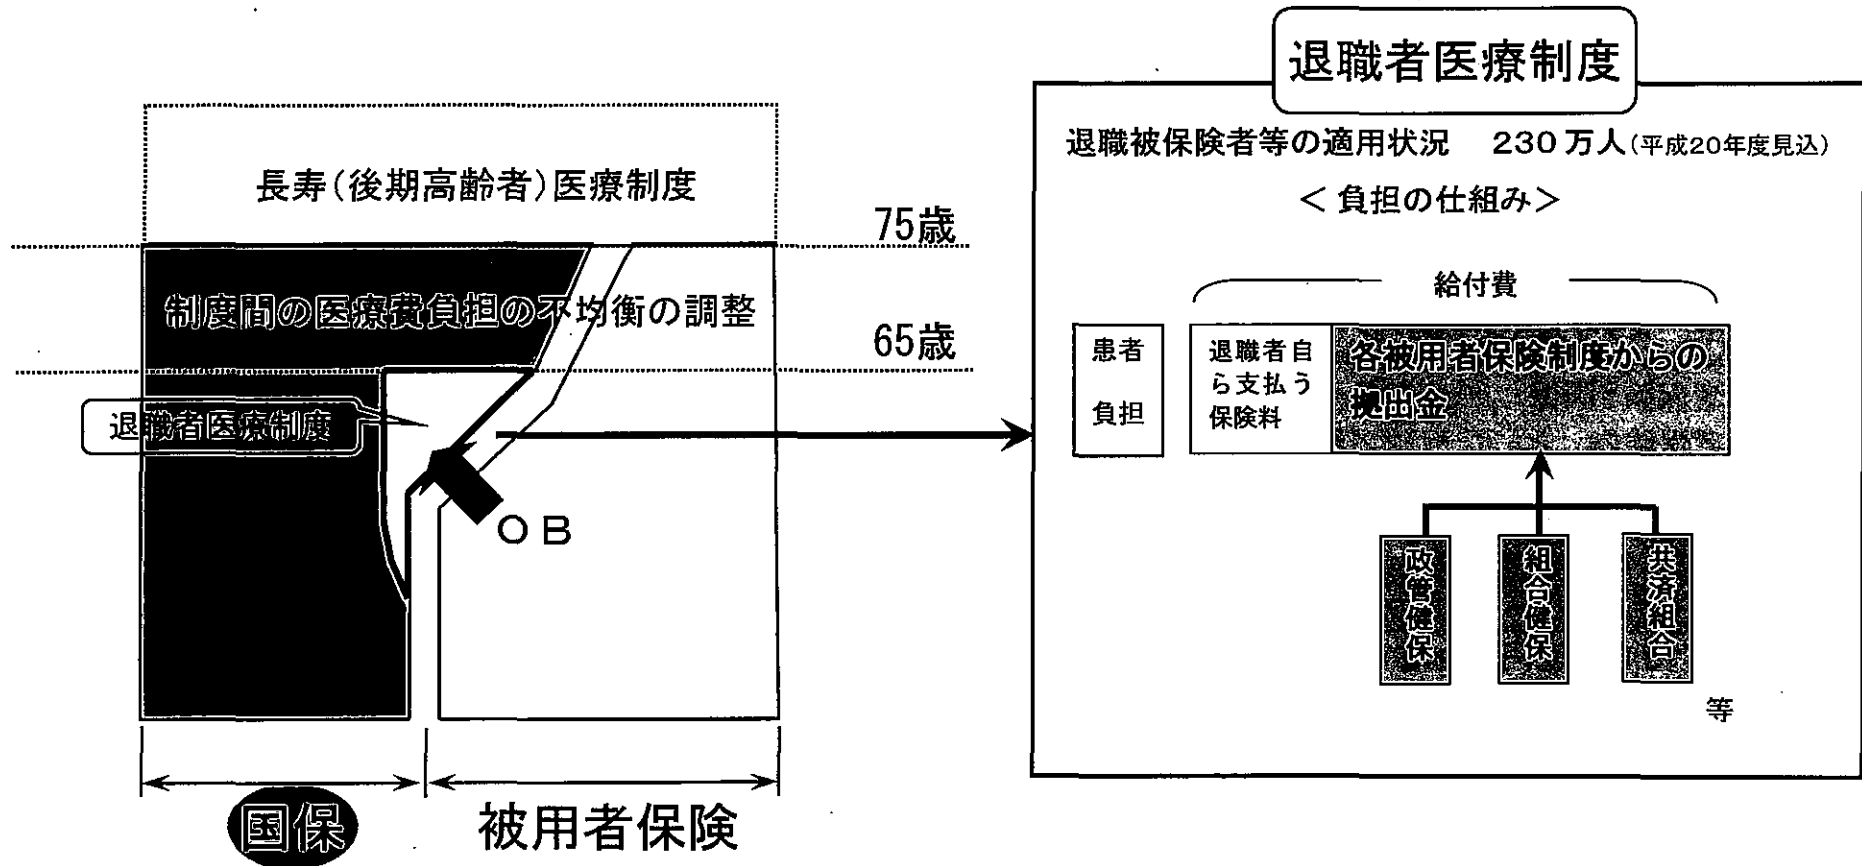 長寿(後期高齢者)医療制度
75歳
制度間の医療費負担の不均衡の調整
65歳
退職者医療制度
OB
国保
被用者保険
退職者医療制度
退職被保険者等の適用状況 230万人(平成20年度見込)
<負担の仕組み>
給付費
患者
負担
退職者自
ら支払う
保険料
各被用者保険制度からの
拠出金
政管健保
組合健保
共済組合
等